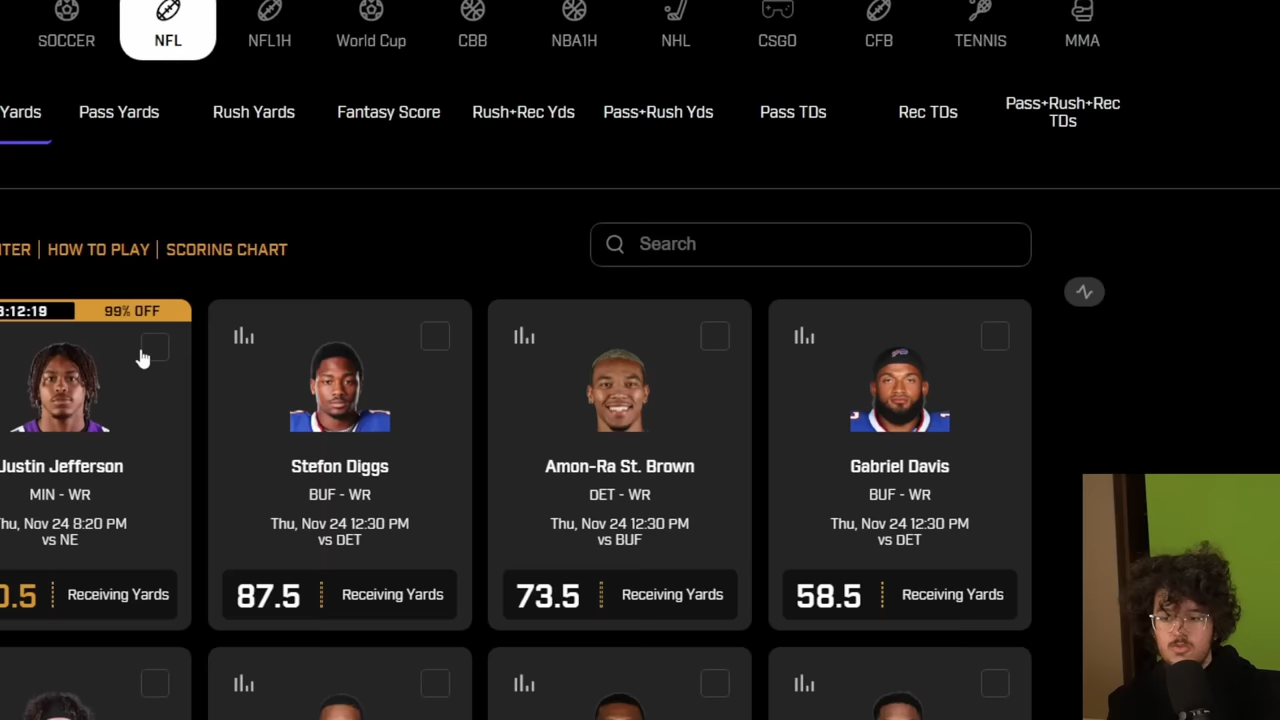 SOCCER
NFL
NFL1H
World Cup
CBB
NBA1H
NHL
CSGO
CFB
TENNIS
MMA
Yards
Pass Yards
Rush Yards
Fantasy Score
Rush+Rec Yds
Pass+Rush Yds
Pass TDs
Rec TDs
Pass+Rush+Rec
TDs
HOW TO PLAY
SCORING CHART
Search
:12:19
99% OFF
Justin Jefferson
MIN - WR
Thu, Nov 24 8:20 PM
vs NE
0.5
Receiving Yards
Stefon Diggs
BUF - WR
Thu, Nov 24 12:30 PM
vs DET
87.5
Receiving Yards
Amon-Ra St. Brown
DET - WR
Thu, Nov 24 12:30 PM
vs BUF
73.5
Receiving Yards
Gabriel Davis
BUF - WR
Thu, Nov 24 12:30 PM
vs DET
58.5
Receiving Yards